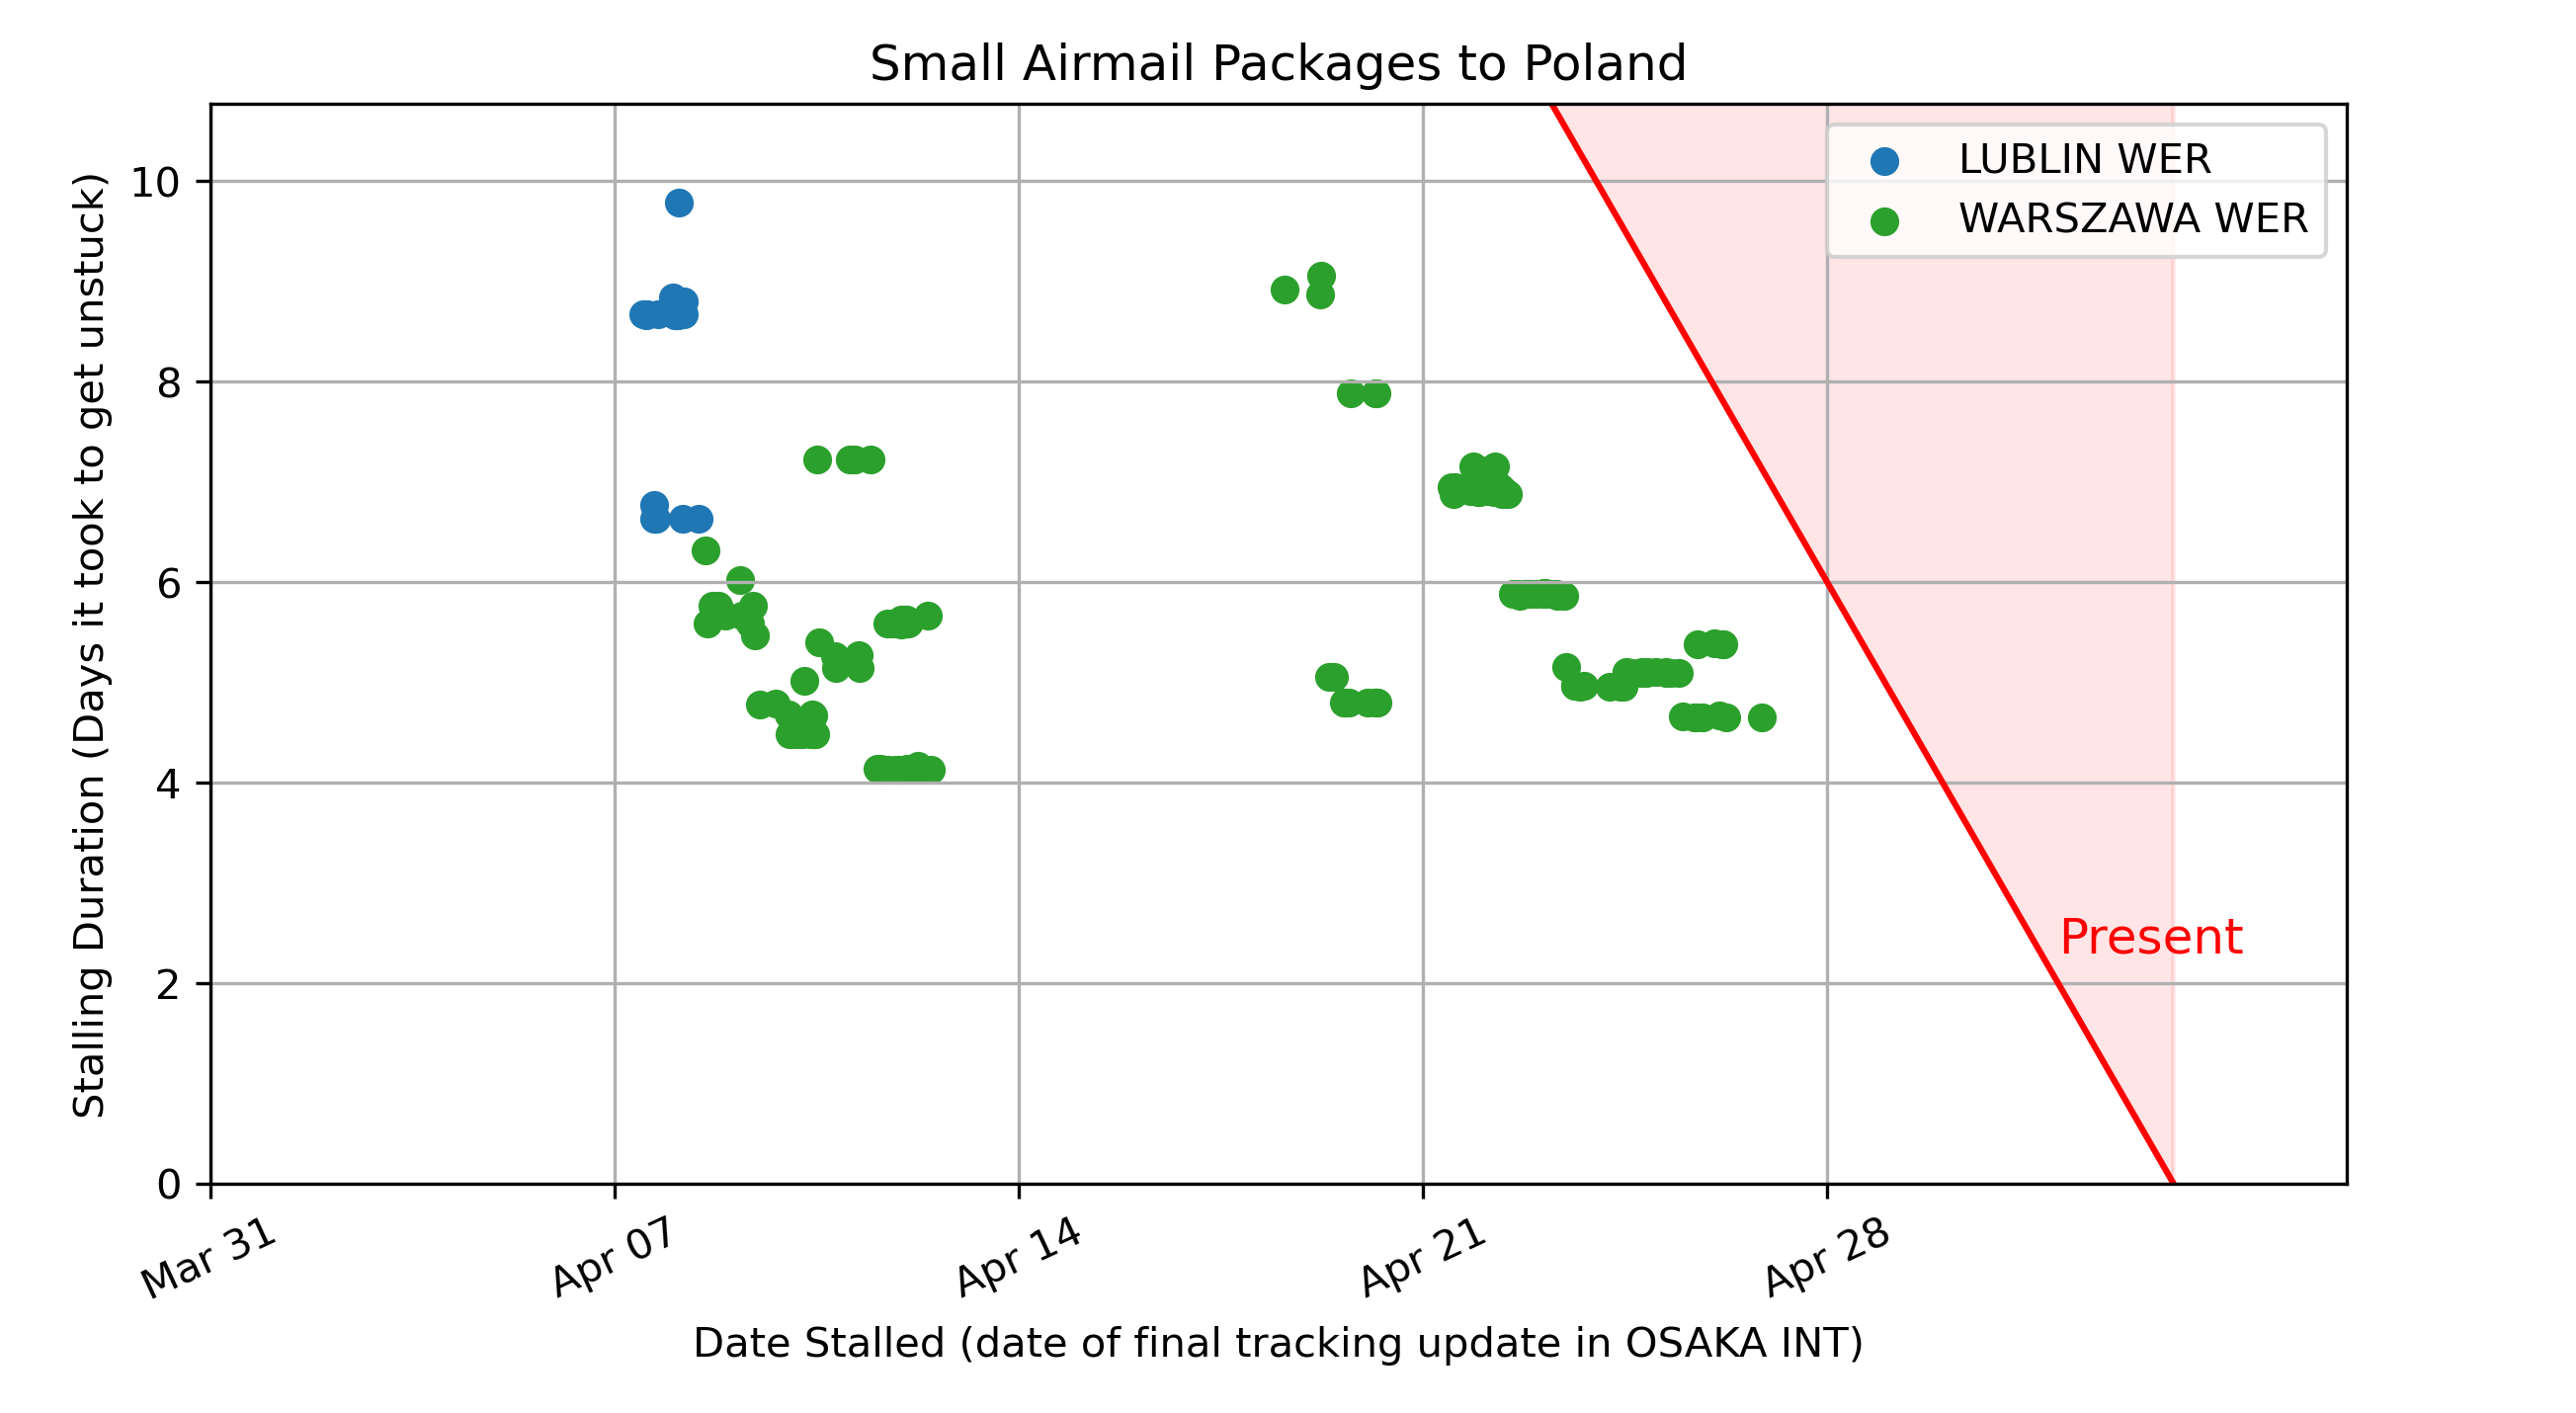 Small Airmail Packages to Poland
Stalling Duration (Days it took to get unstuck)
10
8
6
4
2
0
LUBLIN WER
WARSZAWA WER
Present
Mar 31
Apr 07
Apr 14
Apr 21
Apr 28
Date Stalled (date of final tracking update in OSAKA INT)